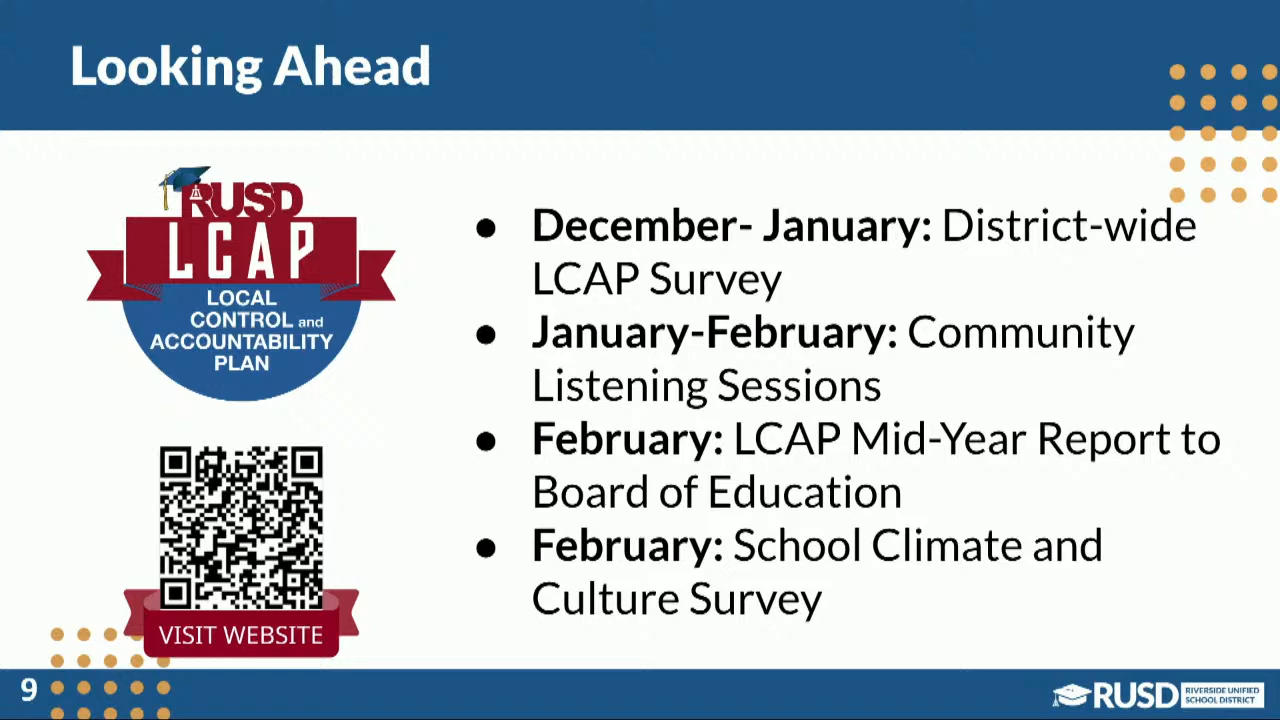 Looking Ahead
RUSD
LCAP
LOCAL
CONTROL and
ACCOUNTABILITY
PLAN
VISIT WEBSITE
● December- January: District-wide
LCAP Survey
● January-February: Community
Listening Sessions
● February: LCAP Mid-Year Report to
Board of Education
● February: School Climate and
Culture Survey
9
RUSD
RIVERSIDE UNIFIED
SCHOOL DISTRICT